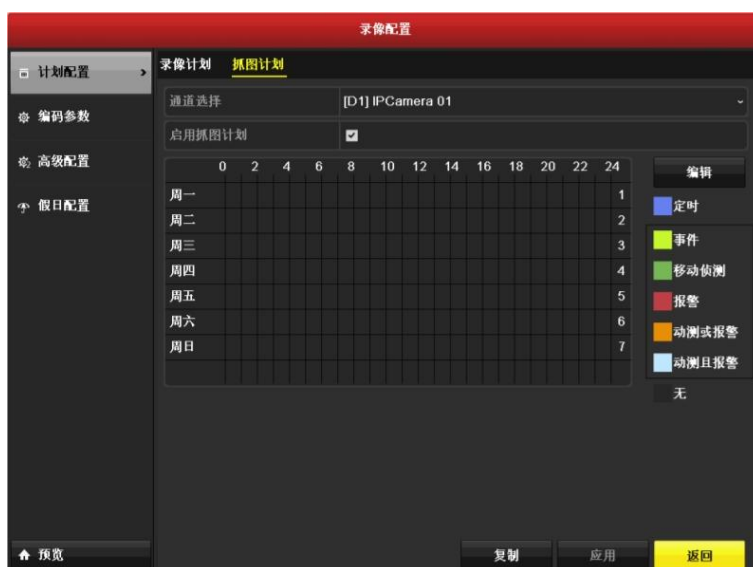 录像配置
计划配置
录像计划 抓图计划
通道选择 [D1] IPCamera 01
编码参数
启用抓图计划
高级配置
0 2 4 6 8 10 12 14 16 18 20 22 24
编辑
周一 1
定时
假日配置
周二 2
周三 3
事件
周四 4
移动侦测
周五 5
报警
周六 6
动测或报警
周日 7
动测且报警
无
预览
复制 应用 返回